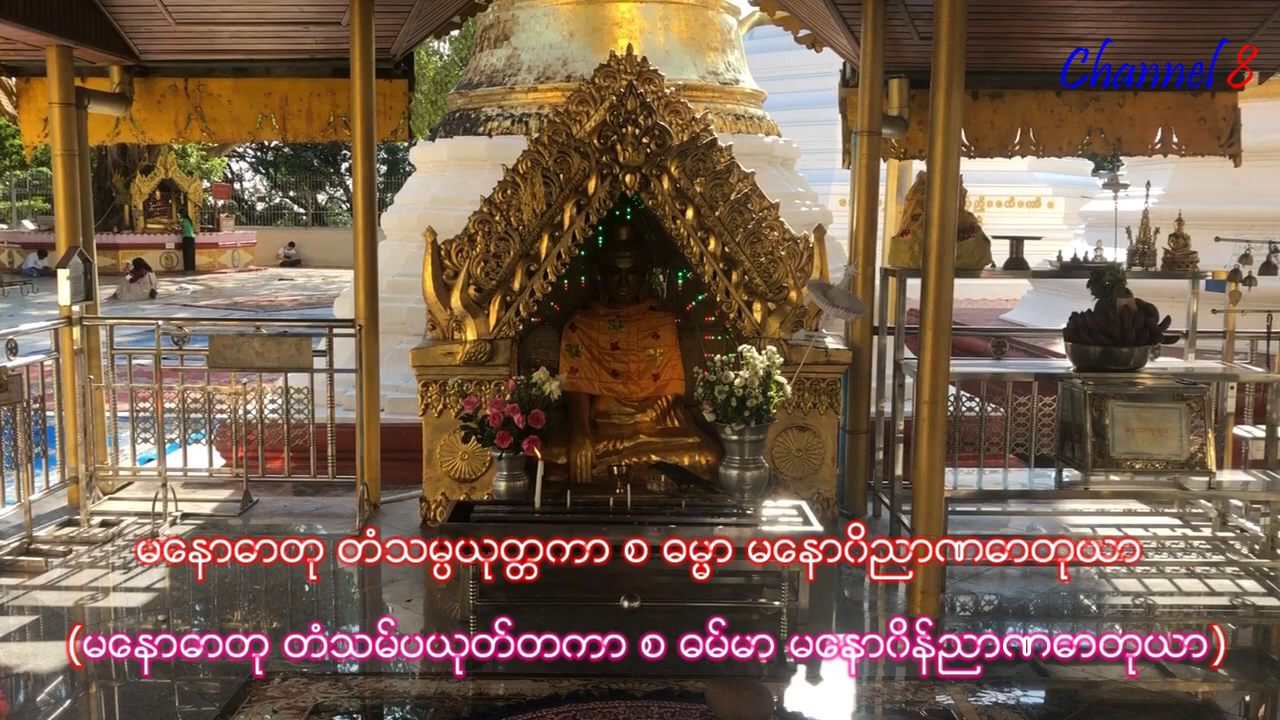 Channel 8
မနောဓာတု တံသမ္ပယုတ္တကာ စ ဓမ္မာ မနောဝိညာဏဓာတုယာ
(မနောဓာတု တံသမ်ပယုတ်တကာ စ ဓမ်မာ မနောဝိန်ညာဏဓာတုယာ)